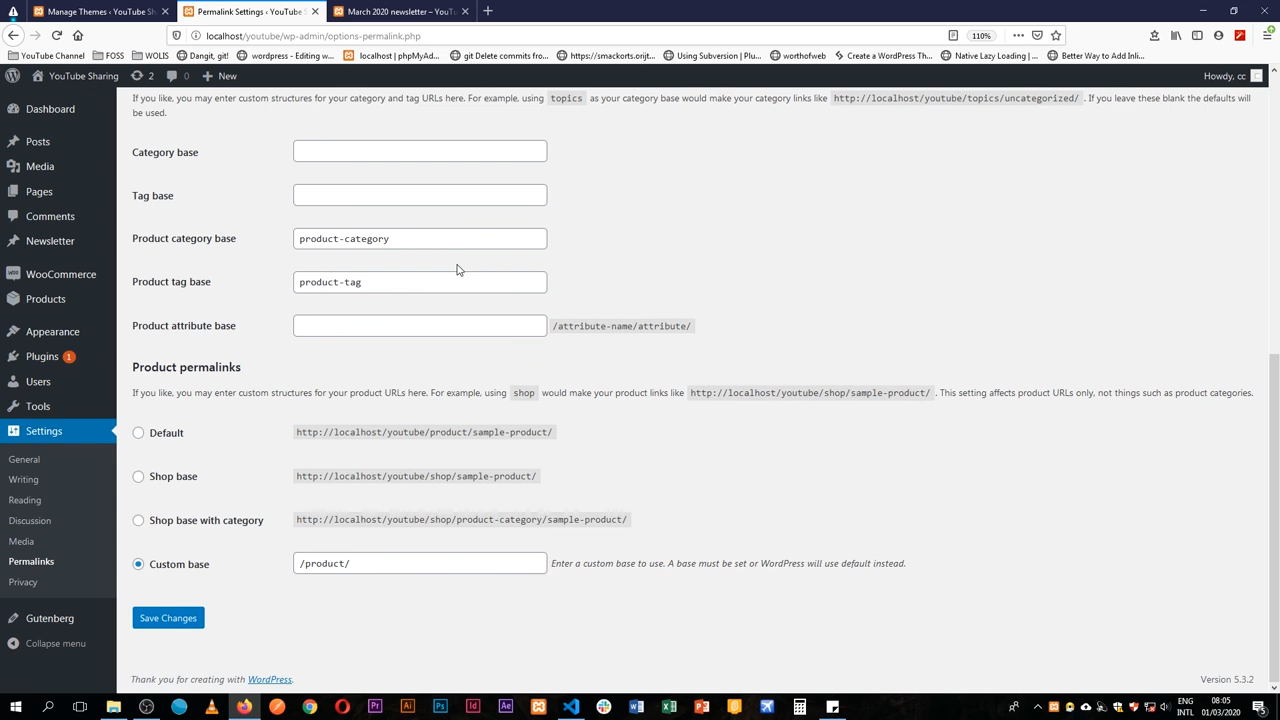 Manage Themes ‹ YouTube Sh
Permalink Settings ‹ YouTube S
March 2020 newsletter – YouTu
localhost/youtube/wp-admin/options-permalink.php
110%
YouTube Channel
FOSS
WOLIS
Dangit, git!
wordpress - Editing w...
localhost | phpMyAd...
git Delete commits fro...
https://smackorts.orijt...
Using Subversion | Pl...
worthofweb
Create a WordPress Th...
Native Lazy Loading |...
Better Way to Add Inli...
YouTube Sharing
2
0
New
Howdy, cc
Dashboard
Posts
Media
Pages
Comments
Newsletter
WooCommerce
Products
Appearance
Plugins 1
Users
Tools
Settings
General
Writing
Reading
Discussion
Media
Permalinks
Privacy
Gutenberg
Collapse menu
If you like, you may enter custom structures for your category and tag URLs here. For example, using topics as your category base would make your category links like http://localhost/youtube/topics/uncategorized/ . If you leave these blank the defaults will
be used.
Category base
Tag base
Product category base product-category
Product tag base product-tag
Product attribute base /attribute-name/attribute/
Product permalinks
If you like, you may enter custom structures for your product URLs here. For example, using shop would make your product links like http://localhost/youtube/shop/sample-product/ . This setting affects product URLs only, not things such as product categories.
Default http://localhost/youtube/product/sample-product/
Shop base http://localhost/youtube/shop/sample-product/
Shop base with category http://localhost/youtube/shop/product-category/sample-product/
Custom base /product/ Enter a custom base to use. A base must be set or WordPress will use default instead.
Save Changes
Thank you for creating with WordPress.
Version 5.3.2
Pr
Ai
Ps
Id
Ae
ENG
INTL
08:05
01/03/2020